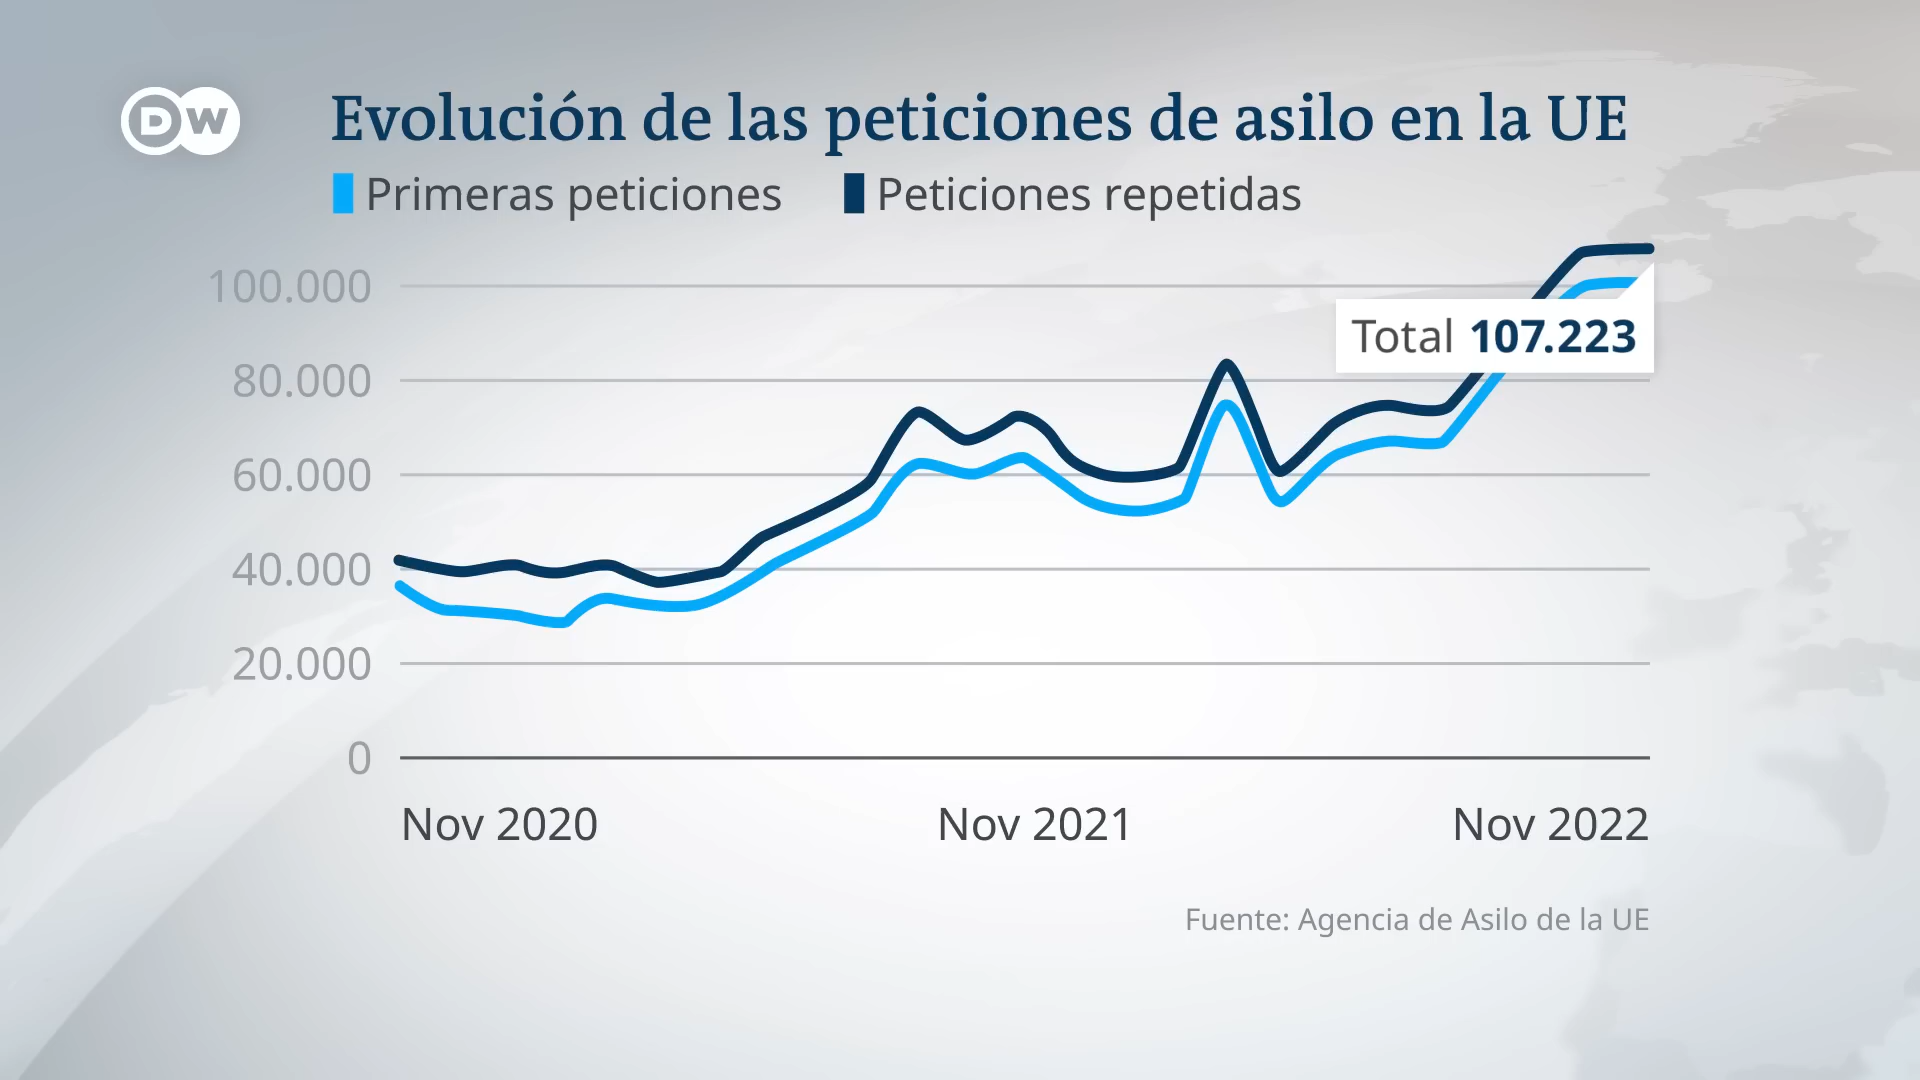 DW
Evolución de las peticiones de asilo en la UE
Primeras peticiones Peticiones repetidas
100.000
Total 107.223
80.000
60.000
40.000
20.000
0
Nov 2020 Nov 2021 Nov 2022
Fuente: Agencia de Asilo de la UE